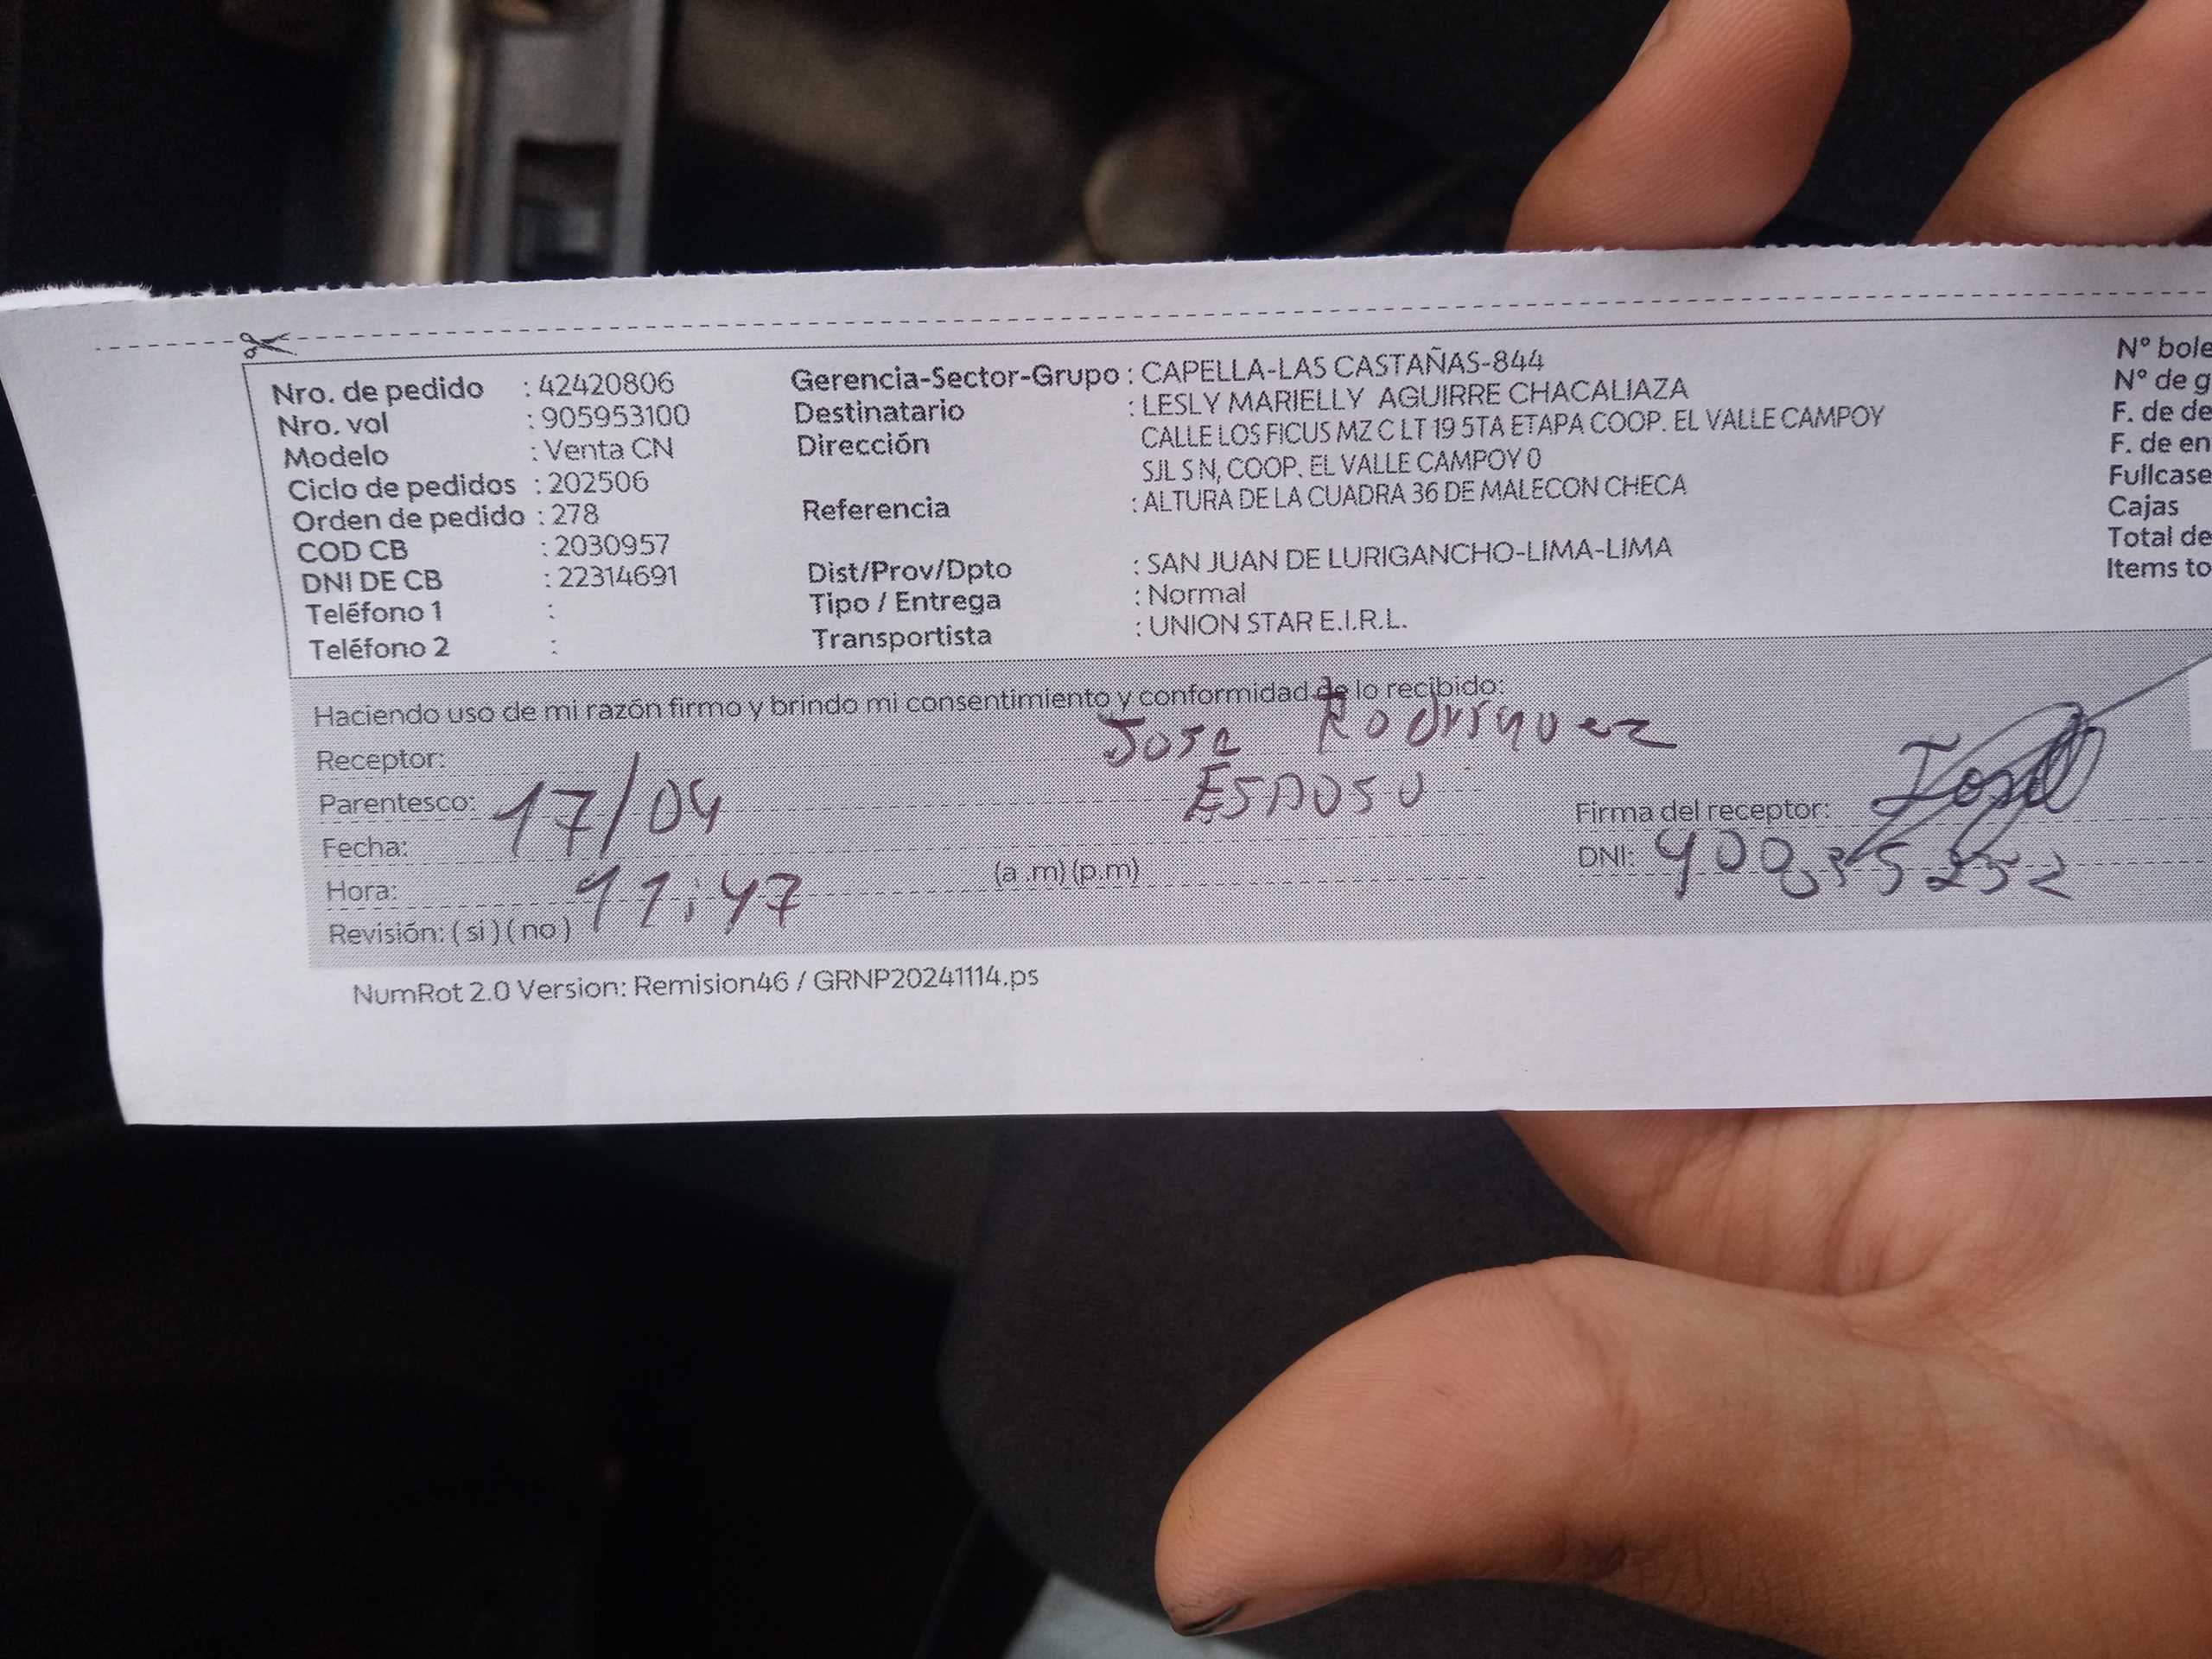 Nro. de pedido : 42420806
Nro. vol : 905953100
Modelo : Venta CN
Ciclo de pedidos : 202506
Orden de pedido : 278
COD CB : 2030957
DNI DE CB : 22314691
Teléfono 1 :
Teléfono 2 :
Gerencia-Sector-Grupo : CAPELLA-LAS CASTAÑAS-844
Destinatario : LESLY MARIELLY AGUIRRE CHACALIAZA
Dirección CALLE LOS FICUS MZ C LT 19 5TA ETAPA COOP. EL VALLE CAMPOY
SJL S N, COOP. EL VALLE CAMPOY 0
Referencia : ALTURA DE LA CUADRA 36 DE MALECON CHECA
Dist/Prov/Dpto : SAN JUAN DE LURIGANCHO-LIMA-LIMA
Tipo / Entrega : Normal
Transportista : UNION STAR E.I.R.L.
Nº bole
Nº de g
F. de de
F. de en
Fullcase
Cajas
Total de
Items to
Haciendo uso de mi razón firmo y brindo mi consentimiento y conformidad de lo recibido:
Receptor: Jose Rodriguez
Parentesco: ESPOSO
Fecha: 17/04
Hora: 11:47 (a .m) (p.m)
Revisión: ( si ) ( no )
Firma del receptor: José
DNI:
NumRot 2.0 Version: Remision46 / GRNP20241114.ps